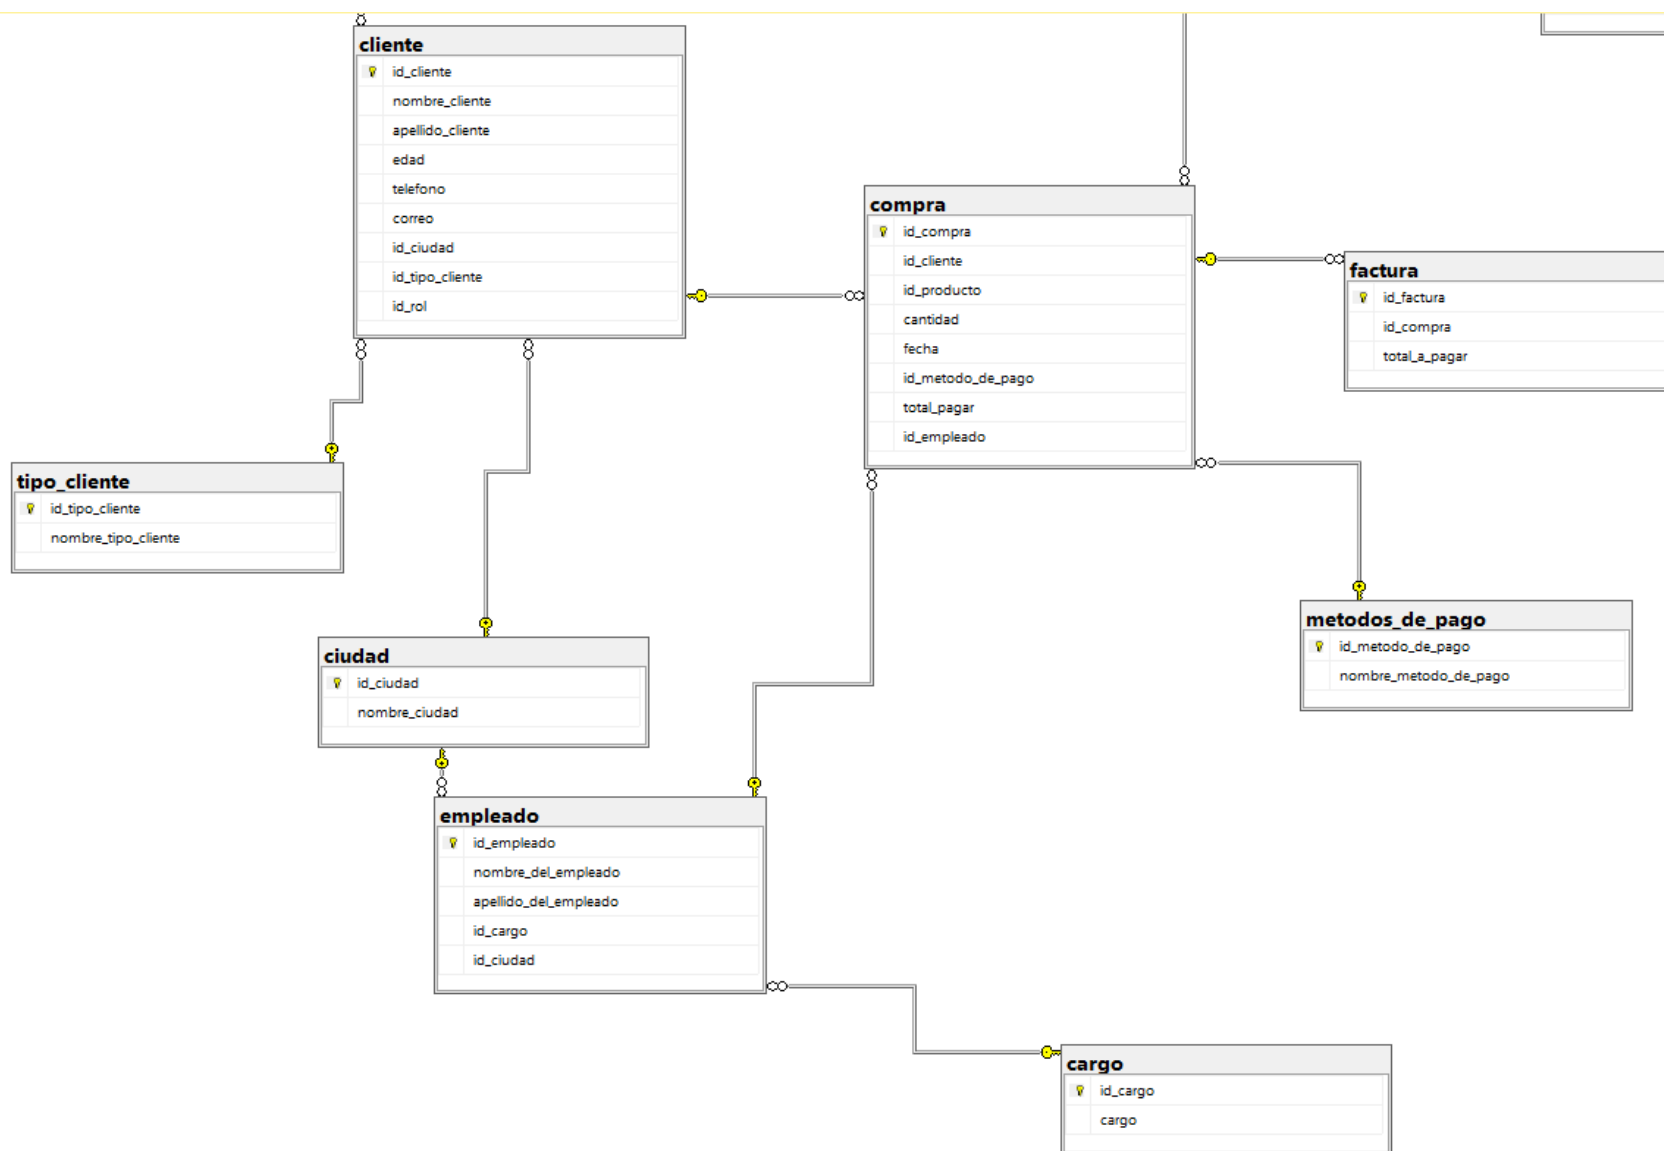 cliente
id_cliente
nombre_cliente
apellido_cliente
edad
telefono
correo
id_ciudad
id_tipo_cliente
id_rol
compra
id_compra
id_cliente
id_producto
cantidad
fecha
id_metodo_de_pago
total_pagar
id_empleado
factura
id_factura
id_compra
total_a_pagar
tipo_cliente
id_tipo_cliente
nombre_tipo_cliente
ciudad
id_ciudad
nombre_ciudad
metodos_de_pago
id_metodo_de_pago
nombre_metodo_de_pago
empleado
id_empleado
nombre_del_empleado
apellido_del_empleado
id_cargo
id_ciudad
cargo
id_cargo
cargo